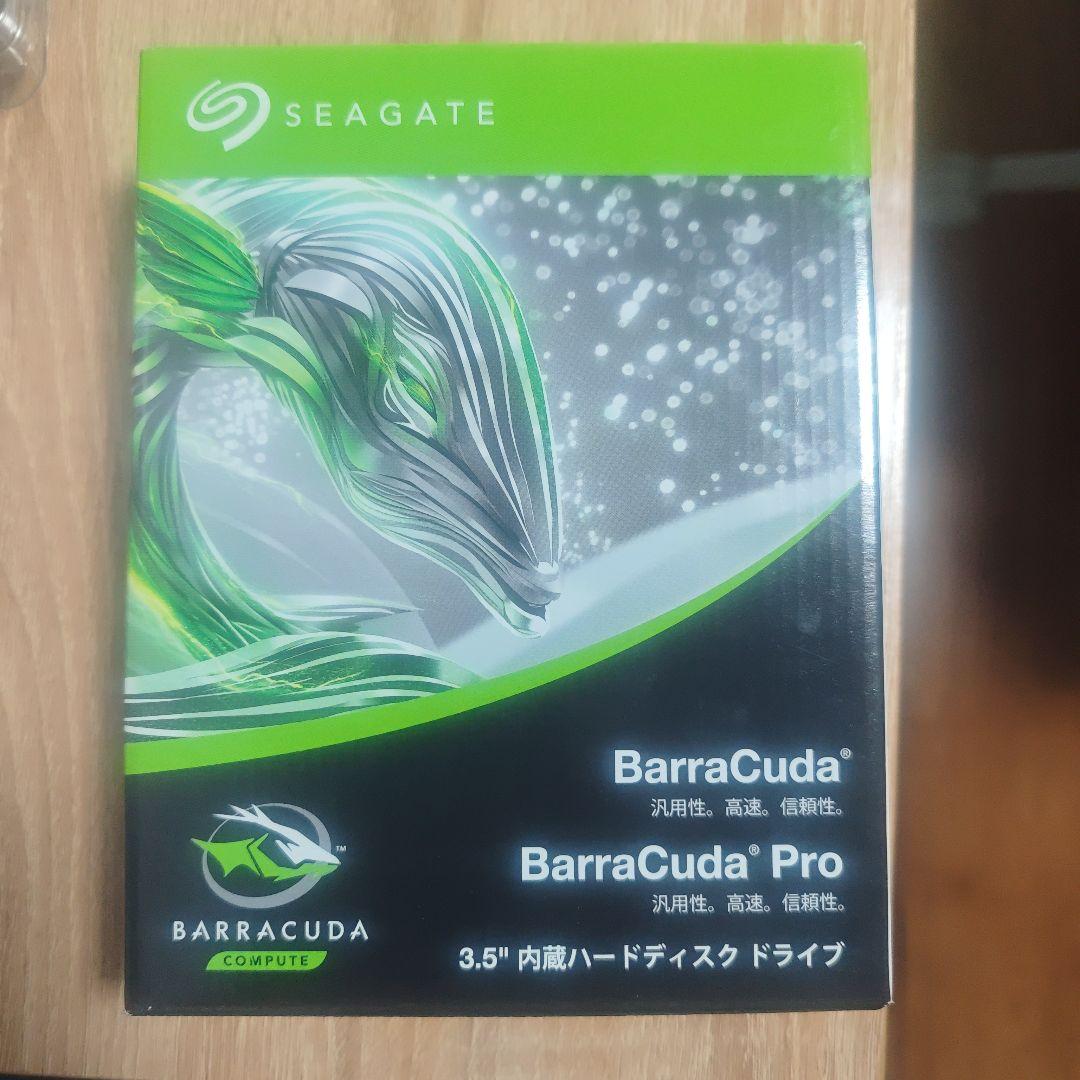 SEAGATE
BarraCuda®
汎用性。高速。信頼性。
BarraCuda® Pro
汎用性。高速。信頼性。
3.5" 内蔵ハードディスク ドライブ
™
BARRACUDA
COMPUTE